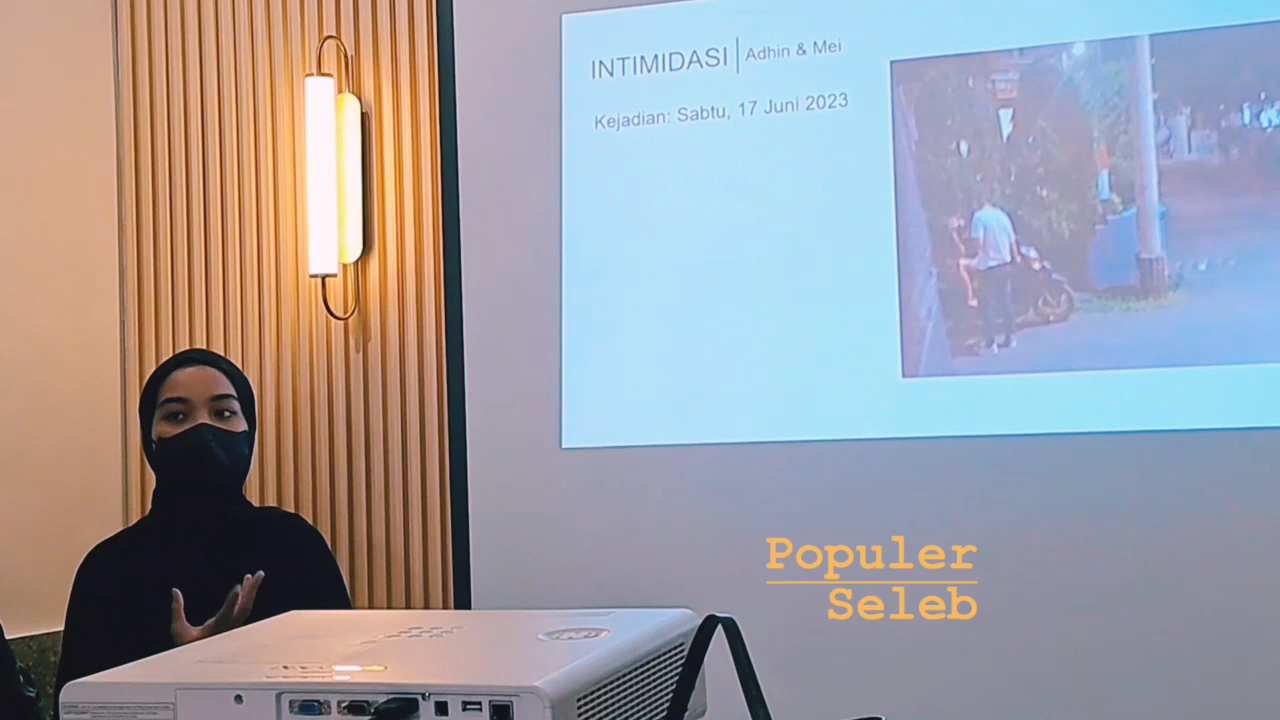 INTIMIDASI | Adhin & Mei
Kejadian: Sabtu, 17 Juni 2023
Populer
Seleb